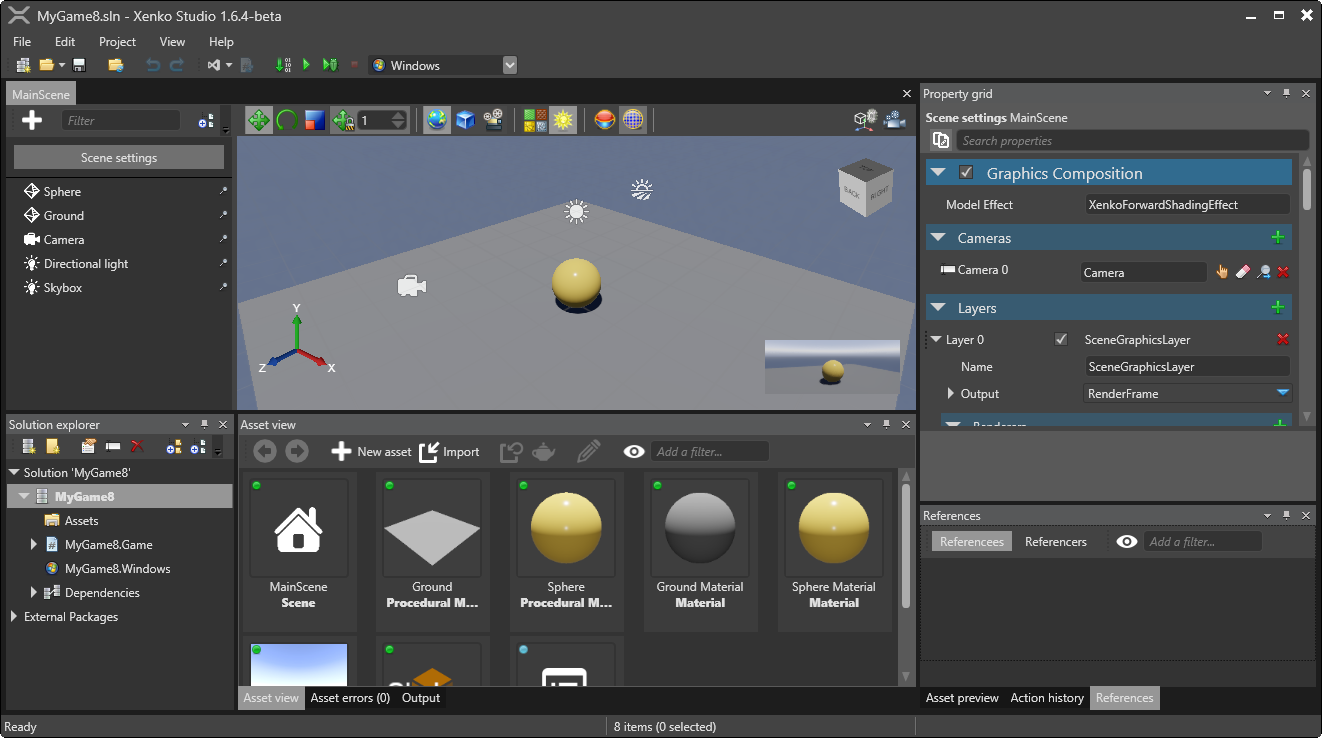 MyGame8.sln - Xenko Studio 1.6.4-beta
File Edit Project View Help
Windows
MainScene
Filter
Scene settings
Sphere
Ground
Camera
Directional light
Skybox
1
BACK RIGHT
Y
Z X
Property grid
Scene settings MainScene
Search properties
Graphics Composition
Model Effect XenkoForwardShadingEffect
Cameras
Camera 0 Camera
Layers
Layer 0 SceneGraphicsLayer
Name SceneGraphicsLayer
Output RenderFrame
Renderers
Solution explorer
Solution 'MyGame8'
MyGame8
Assets
MyGame8.Game
MyGame8.Windows
Dependencies
External Packages
Asset view
New asset Import Add a filter...
MainScene
Scene
Ground
Procedural M...
Sphere
Procedural M...
Ground Material
Material
Sphere Material
Material
Asset view Asset errors (0) Output
References
Referencees Referencers Add a filter...
Asset preview Action history References
Ready 8 items (0 selected)